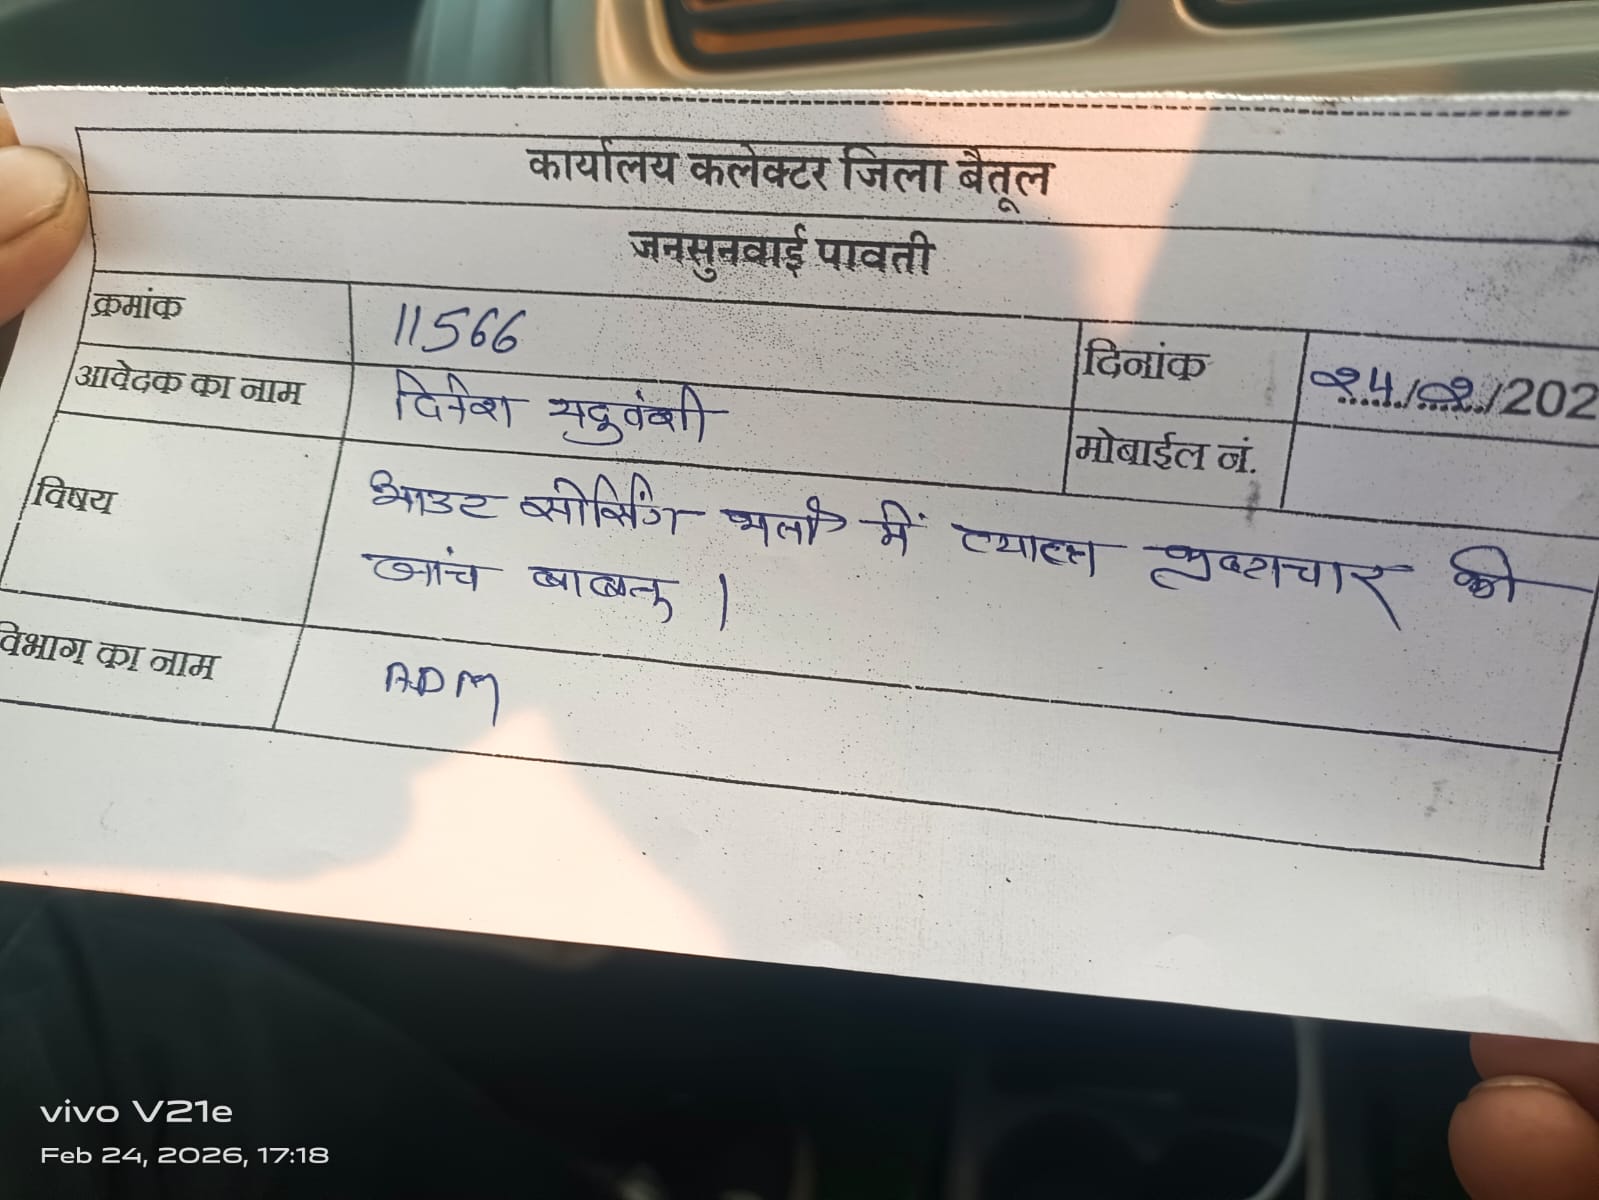 कार्यालय कलेक्टर जिला बैतूल
जनसुनवाई पावती
क्रमांक 11566 दिनांक 24/02/202
आवेदक का नाम दिनेश यदुवंशी मोबाईल नं.
विषय आउट सोर्सिंग भर्ती में व्याप्त भ्रष्टाचार की
जांच बाबत ।
विभाग का नाम ADM
vivo V21e
Feb 24, 2026, 17:18